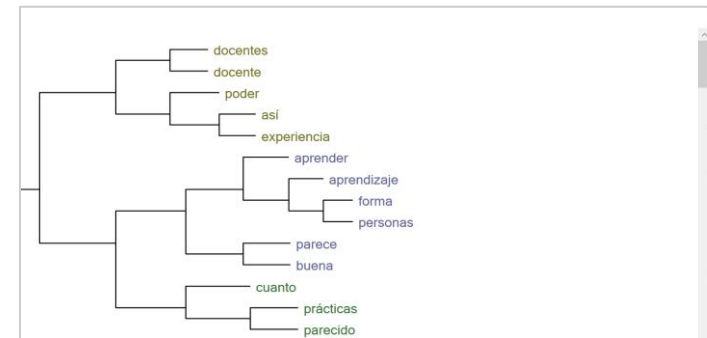 docentes
docente
poder
así
experiencia
aprender
aprendizaje
forma
personas
parece
buena
cuanto
prácticas
parecido